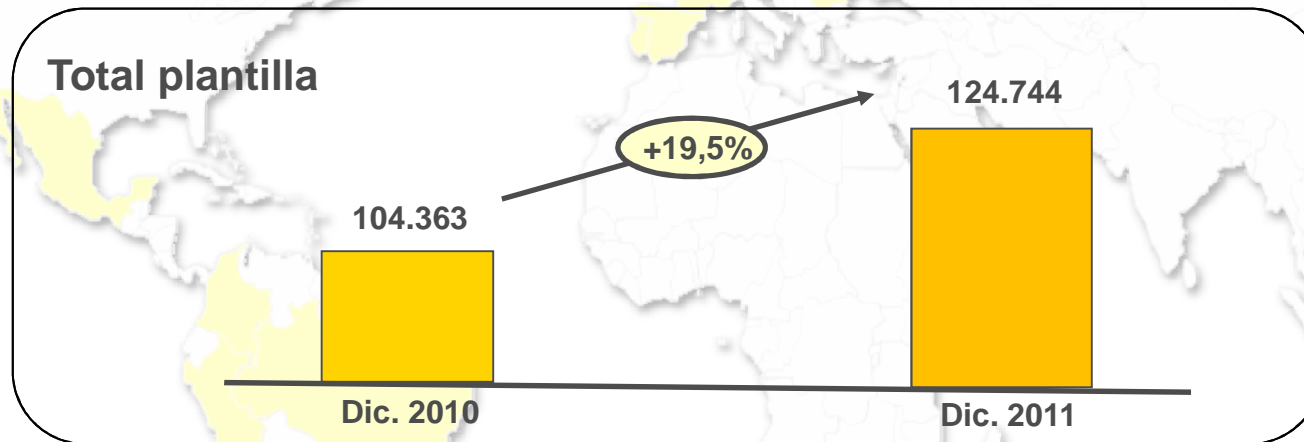 Total plantilla
124.744
+19,5%
104.363
Dic. 2010
Dic. 2011